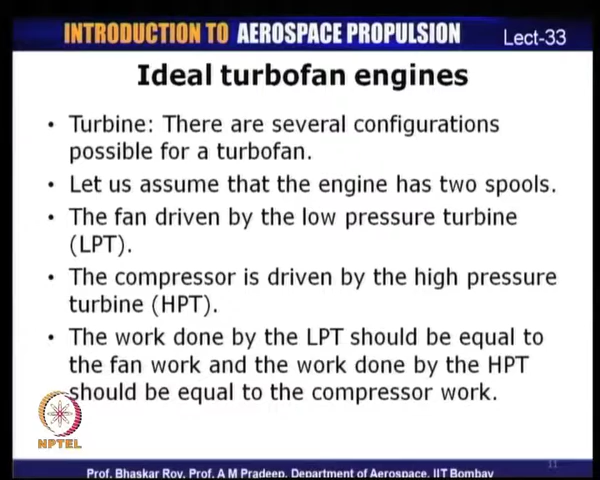 INTRODUCTION TO AEROSPACE PROPULSION Lect-33
Ideal turbofan engines
• Turbine: There are several configurations
possible for a turbofan.
• Let us assume that the engine has two spools.
• The fan driven by the low pressure turbine
(LPT).
• The compressor is driven by the high pressure
turbine (HPT).
• The work done by the LPT should be equal to
the fan work and the work done by the HPT
should be equal to the compressor work.
NPTEL
11
Prof. Bhaskar Roy, Prof. A M Pradeep, Department of Aerospace, IIT Bombay